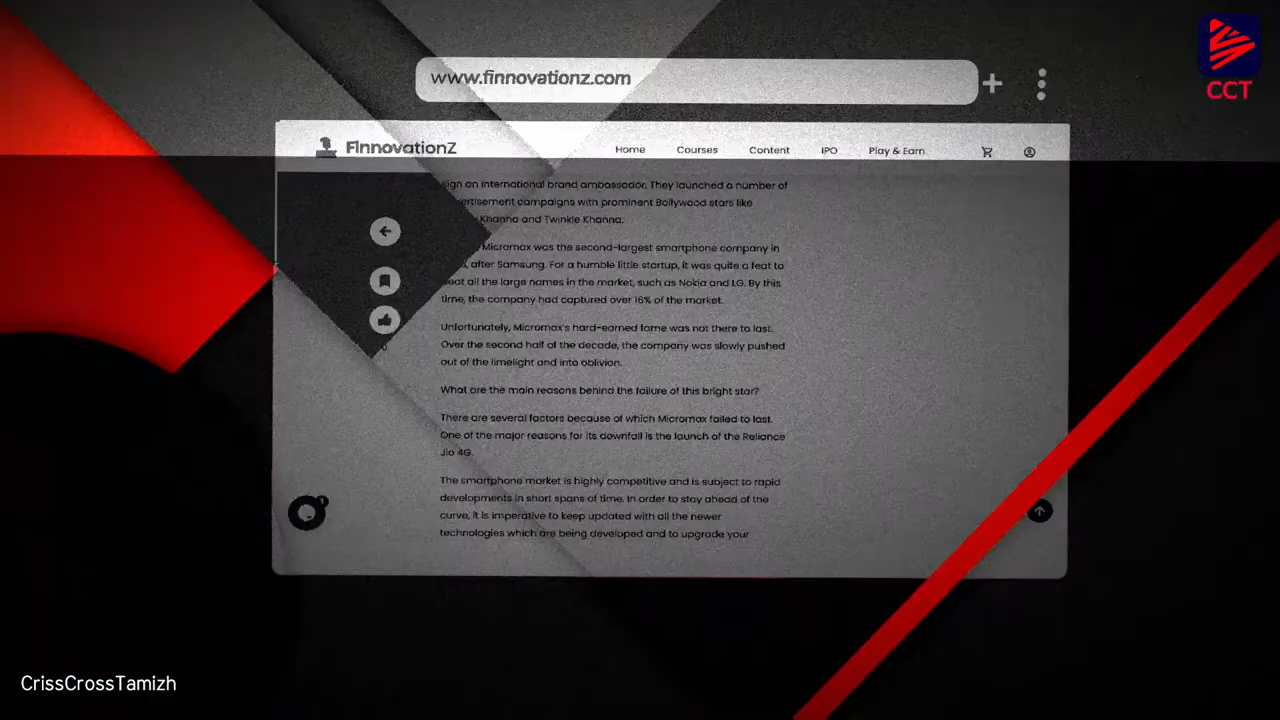 CCT
www.finnovationz.com
FinnovationZ
Home Courses Content IPO Play & Earn
sign an international brand ambassador. They launched a number of
advertisement campaigns with prominent Bollywood stars like
Khanna and Twinkle Khanna.
Micromax was the second-largest smartphone company in
after Samsung. For a humble little startup, it was quite a feat to
beat all the large names in the market, such as Nokia and LG. By this
time, the company had captured over 16% of the market.
Unfortunately, Micromax's hard-earned fame was not there to last.
Over the second half of the decade, the company was slowly pushed
out of the limelight and into oblivion.
What are the main reasons behind the failure of this bright star?
There are several factors because of which Micromax failed to last.
One of the major reasons for its downfall is the launch of the Reliance
Jio 4G.
The smartphone market is highly competitive and is subject to rapid
developments in short spans of time. In order to stay ahead of the
curve, it is imperative to keep updated with all the newer
technologies which are being developed and to upgrade your
CrissCrossTamizh